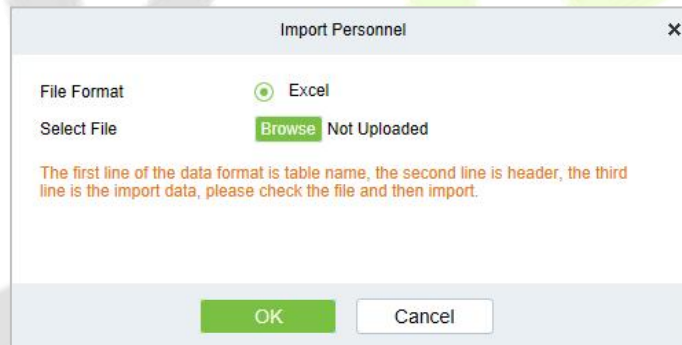 Import Personnel
File Format Excel
Select File Browse Not Uploaded
The first line of the data format is table name, the second line is header, the third
line is the import data, please check the file and then import.
OK Cancel